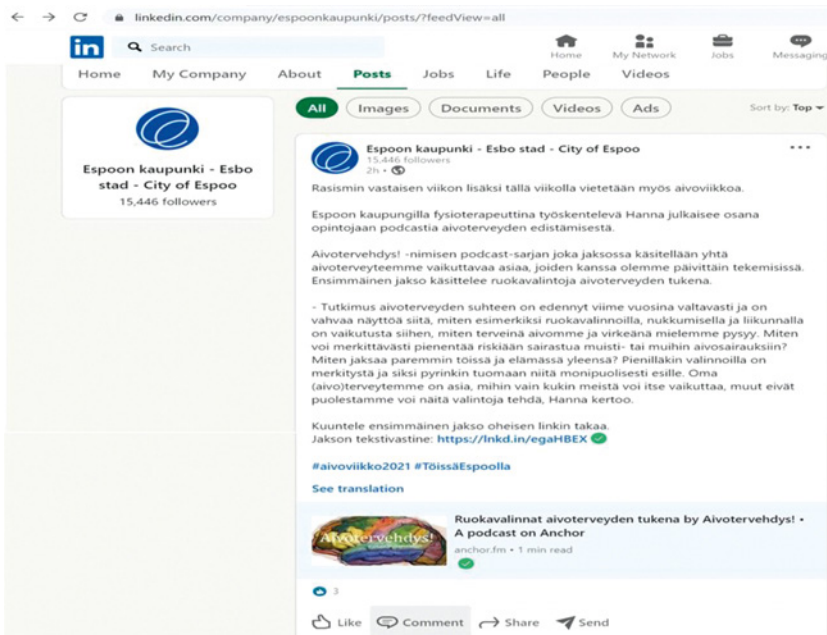 linkedin.com/company/espoonkaupunki/posts/?feedView=all
in
Search
Home
My Network
Jobs
Messaging
Home
My Company
About
Posts
Jobs
Life
People
Videos
All
Images
Documents
Videos
Ads
Sort by: Top
Espoon kaupunki - Esbo
stad - City of Espoo
15,446 followers
Espoon kaupunki - Esbo stad - City of Espoo
15,446 followers
2h •
Rasismin vastaisen viikon lisäksi tällä viikolla vietetään myös aivoviikkoa.
Espoon kaupungilla fysioterapeuttina työskentelevä Hanna julkaisee osana
opintojaan podcastia aivoterveyden edistämisestä.
Aivotervehdys! -nimisen podcast-sarjan joka jaksossa käsitellään yhtä
aivoterveyteemme vaikuttavaa asiaa, joiden kanssa olemme päivittäin tekemisissä.
Ensimmäinen jakso käsittelee ruokavalintoja aivoterveyden tukena.
- Tutkimus aivoterveyden suhteen on edennyt viime vuosina valtavasti ja on
vahvaa näyttöä siitä, miten esimerkiksi ruokavalinnoilla, nukkumisella ja liikunnalla
on vaikutusta siihen, miten terveinä aivomme ja virkeänä mielemme pysyy. Miten
voi merkittävästi pienentää riskiään sairastua muisti- tai muihin aivosairauksiin?
Miten jaksaa paremmin töissä ja elämässä yleensä? Pienilläkin valinnoilla on
merkitystä ja siksi pyrinkin tuomaan niitä monipuolisesti esille. Oma
(aivo)terveytemme on asia, mihin vain kukin meistä voi itse vaikuttaa, muut eivät
puolestamme voi näitä valintoja tehdä, Hanna kertoo.
Kuuntele ensimmäinen jakso oheisen linkin takaa.
Jakson tekstivastine: https://lnkd.in/egaHBEX
#aivoviikko2021 #TöissäEspoolla
See translation
Aivotervehdys!
Ruokavalinnat aivoterveyden tukena by Aivotervehdys! •
A podcast on Anchor
anchor.fm • 1 min read
3
Like
Comment
Share
Send